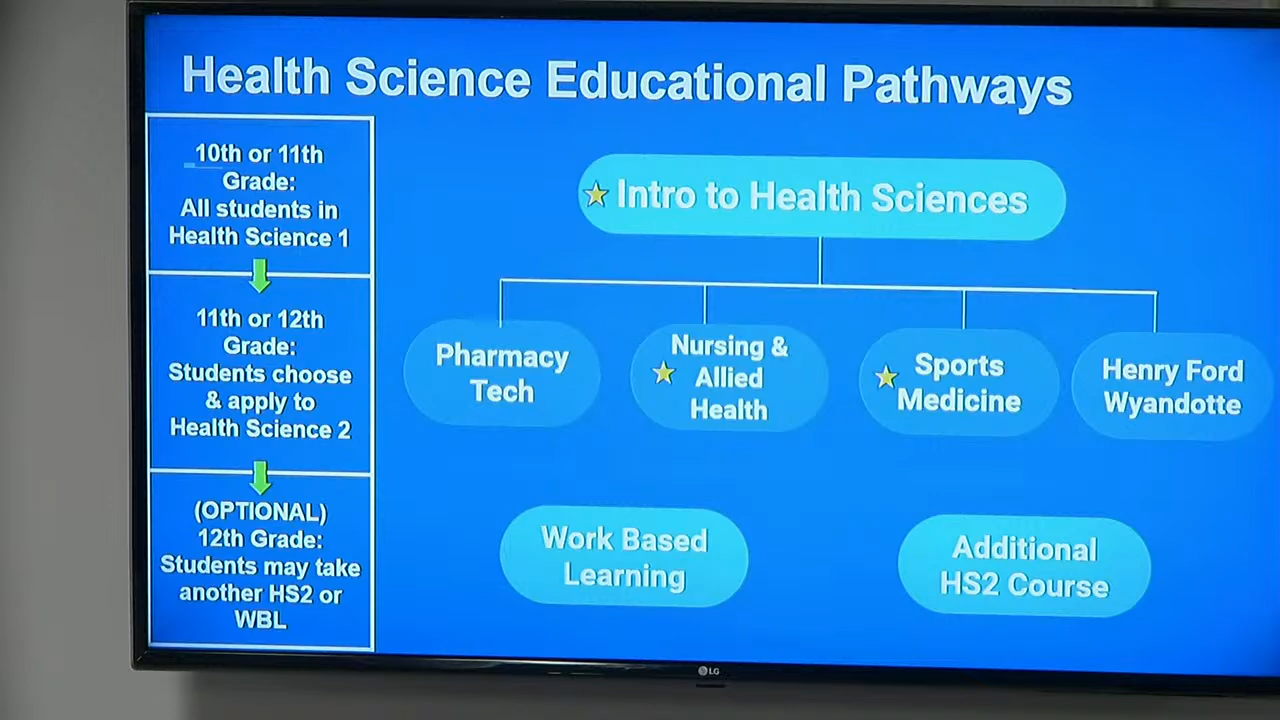 Health Science Educational Pathways
10th or 11th
Grade:
All students in
Health Science 1
11th or 12th
Grade:
Students choose
& apply to
Health Science 2
(OPTIONAL)
12th Grade:
Students may take
another HS2 or
WBL
Intro to Health Sciences
Pharmacy
Tech
Nursing &
Allied
Health
Sports
Medicine
Henry Ford
Wyandotte
Work Based
Learning
Additional
HS2 Course
LG